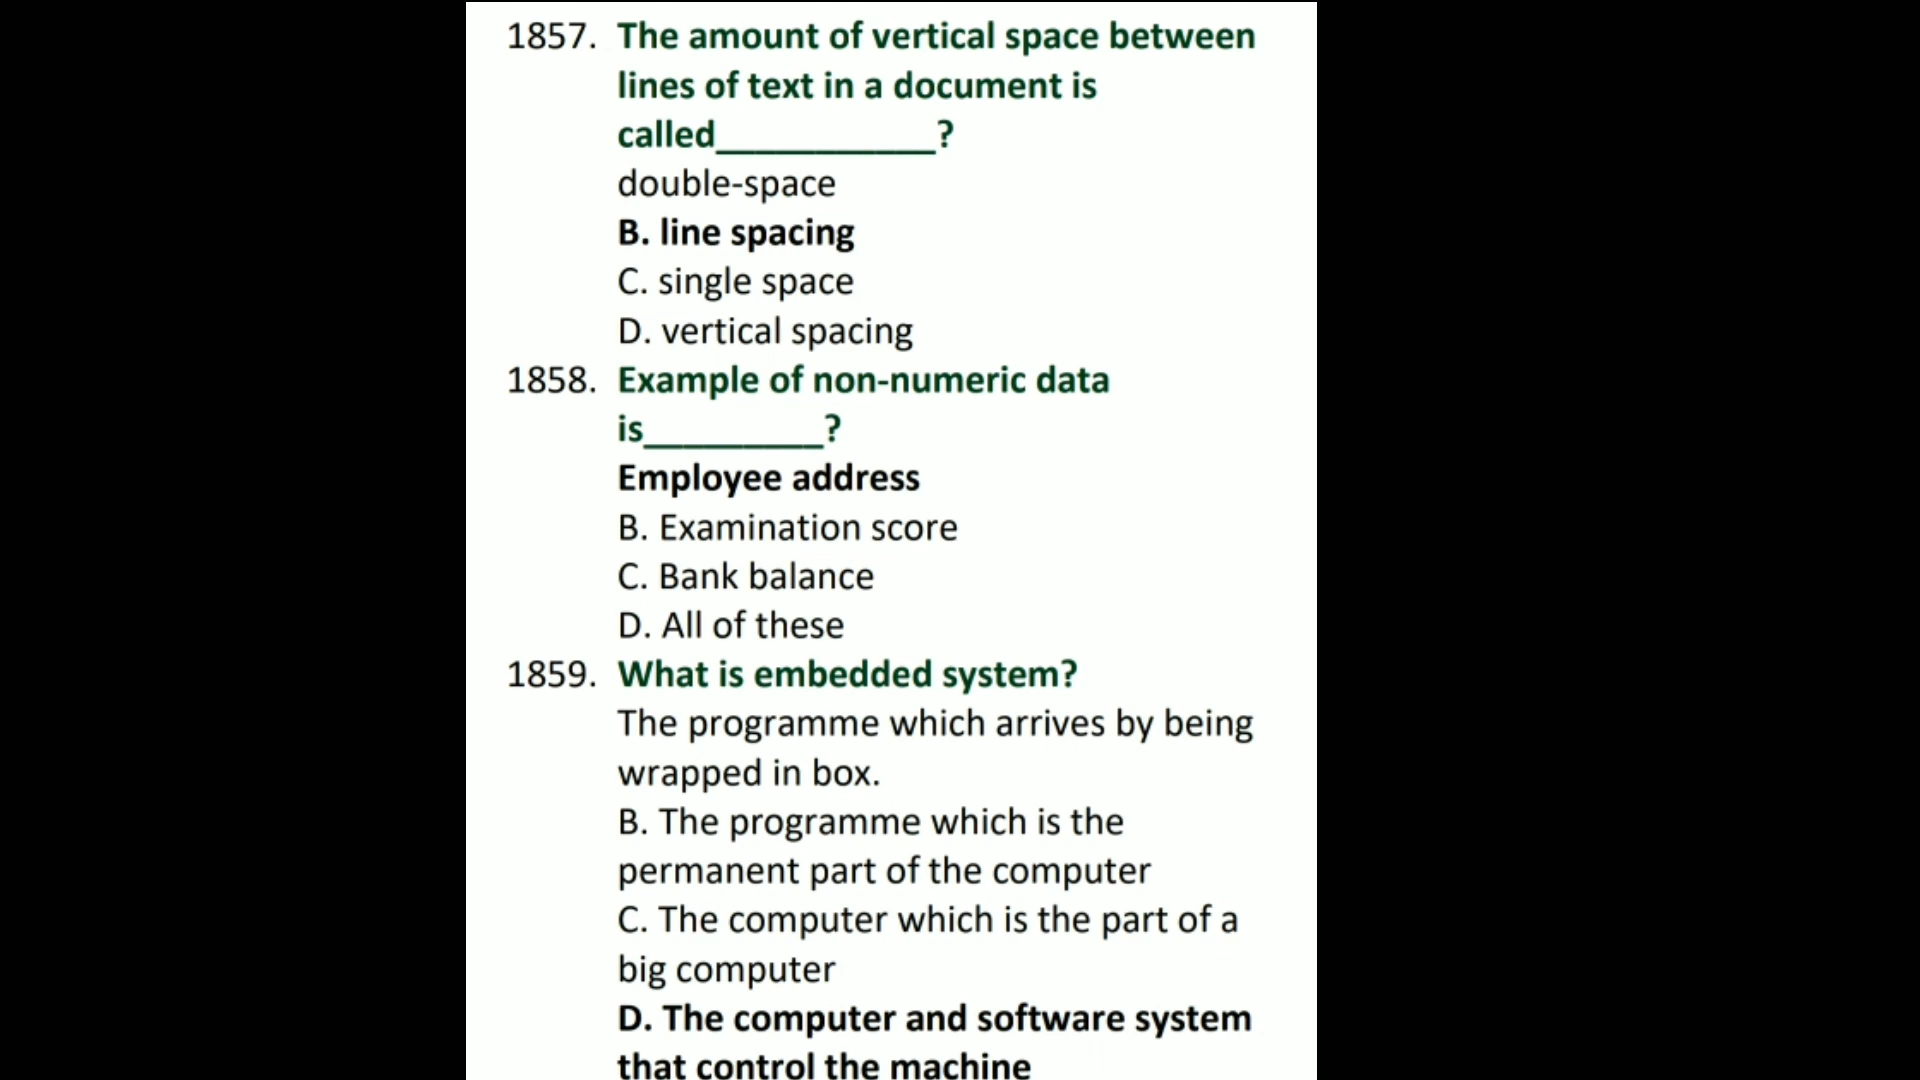 1857. The amount of vertical space between
lines of text in a document is
called___________?
double-space
B. line spacing
C. single space
D. vertical spacing
1858. Example of non-numeric data
is_________?
Employee address
B. Examination score
C. Bank balance
D. All of these
1859. What is embedded system?
The programme which arrives by being
wrapped in box.
B. The programme which is the
permanent part of the computer
C. The computer which is the part of a
big computer
D. The computer and software system
that control the machine